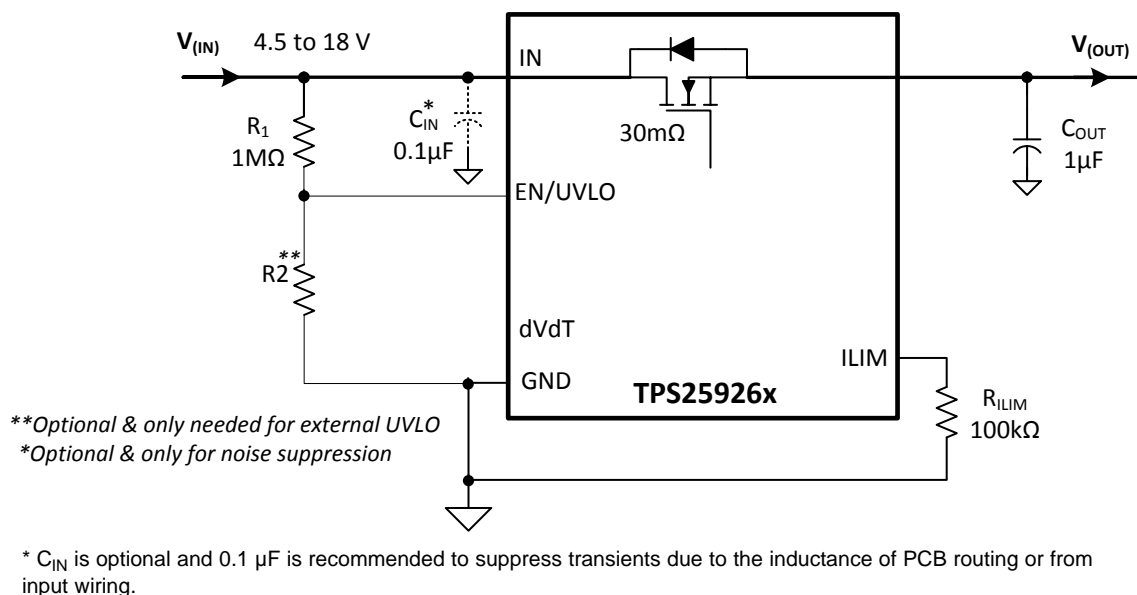 V(IN) 4.5 to 18 V
IN
V(OUT)
R1
1MΩ
CIN*
0.1µF
30mΩ
COUT
1µF
EN/UVLO
R2**
dVdT
GND
ILIM
TPS25926x
RILIM
100kΩ
**Optional & only needed for external UVLO
*Optional & only for noise suppression
* CIN is optional and 0.1 µF is recommended to suppress transients due to the inductance of PCB routing or from
input wiring.